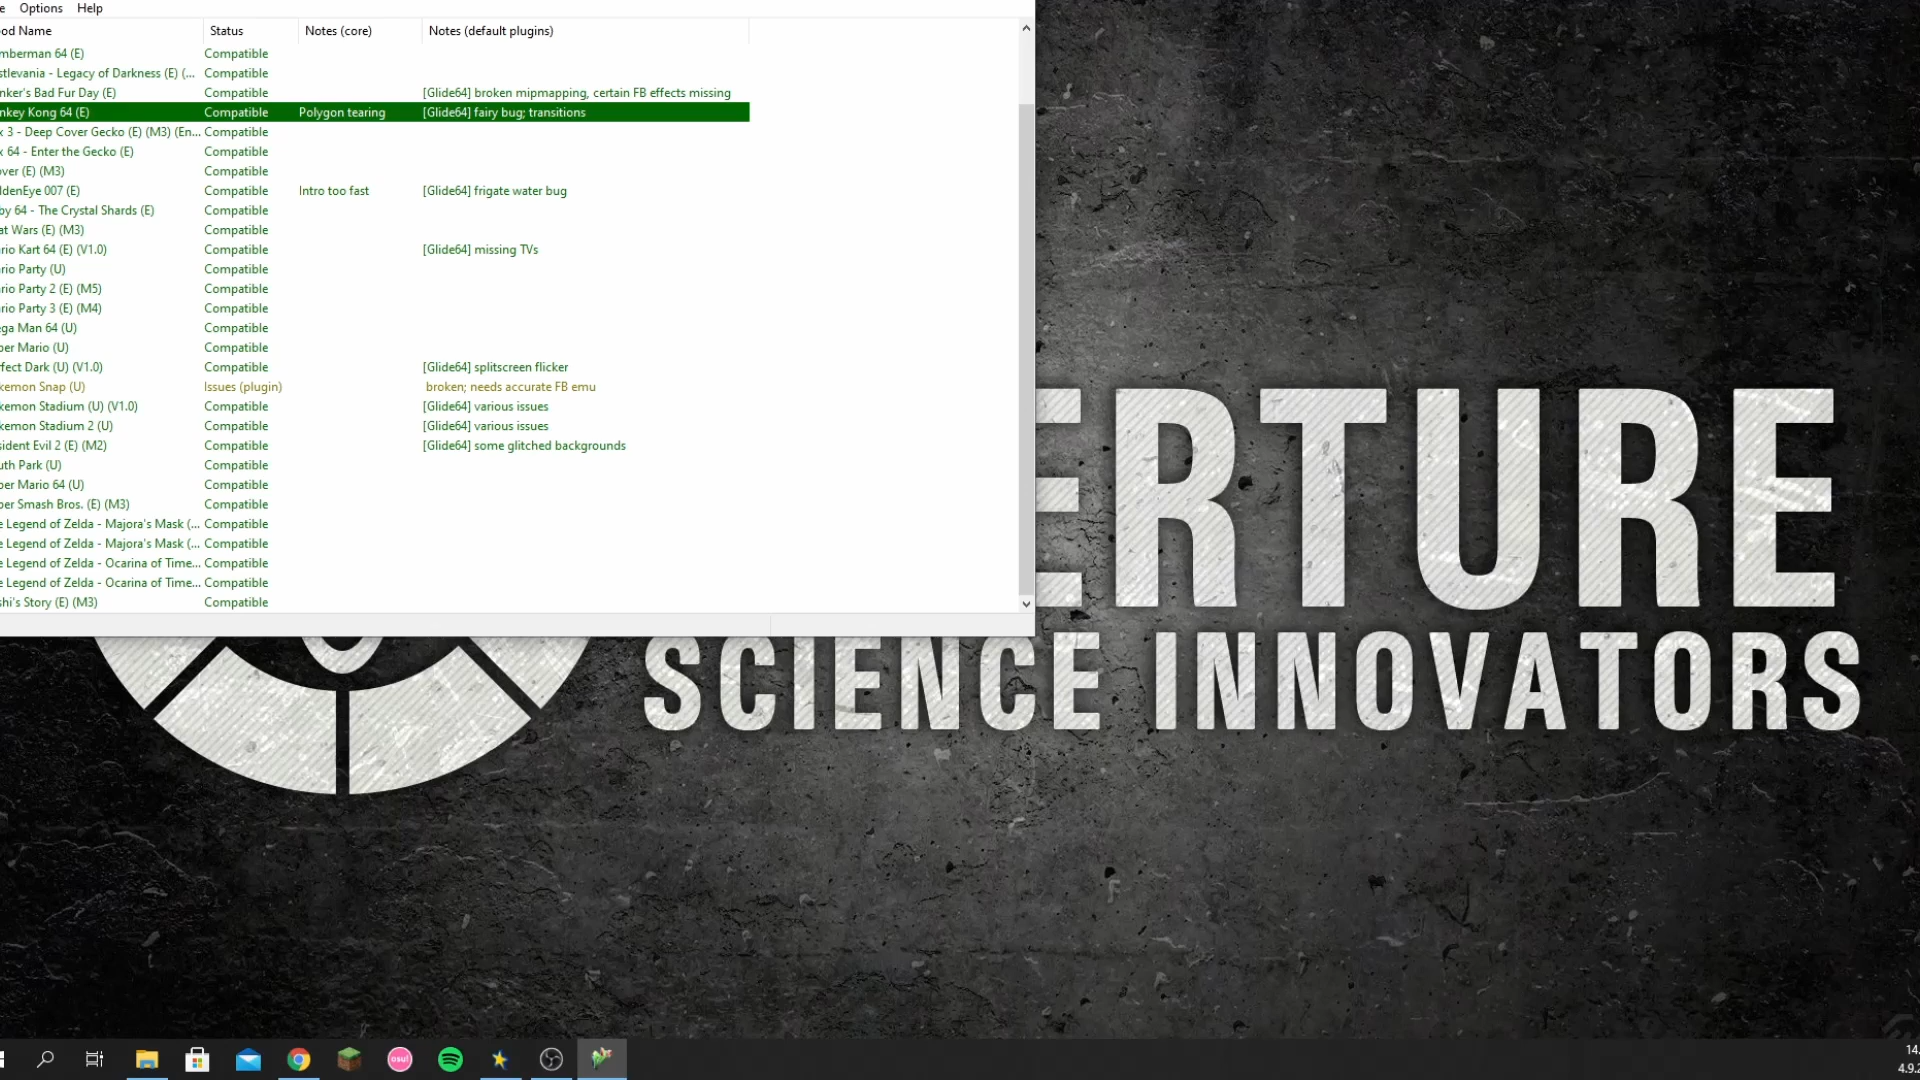 e Options Help
od Name Status Notes (core) Notes (default plugins)
mberman 64 (E) Compatible
stlevania - Legacy of Darkness (E) (... Compatible
nker's Bad Fur Day (E) Compatible [Glide64] broken mipmapping, certain FB effects missing
nkey Kong 64 (E) Compatible Polygon tearing [Glide64] fairy bug; transitions
x 3 - Deep Cover Gecko (E) (M3) (En... Compatible
x 64 - Enter the Gecko (E) Compatible
over (E) (M3) Compatible
ldenEye 007 (E) Compatible Intro too fast [Glide64] frigate water bug
by 64 - The Crystal Shards (E) Compatible
at Wars (E) (M3) Compatible
rio Kart 64 (E) (V1.0) Compatible [Glide64] missing TVs
rio Party (U) Compatible
rio Party 2 (E) (M5) Compatible
rio Party 3 (E) (M4) Compatible
ega Man 64 (U) Compatible
per Mario (U) Compatible
fect Dark (U) (V1.0) Compatible [Glide64] splitscreen flicker
kemon Snap (U) Issues (plugin) broken; needs accurate FB emu
kemon Stadium (U) (V1.0) Compatible [Glide64] various issues
kemon Stadium 2 (U) Compatible [Glide64] various issues
sident Evil 2 (E) (M2) Compatible [Glide64] some glitched backgrounds
uth Park (U) Compatible
per Mario 64 (U) Compatible
per Smash Bros. (E) (M3) Compatible
e Legend of Zelda - Majora's Mask (... Compatible
e Legend of Zelda - Majora's Mask (... Compatible
e Legend of Zelda - Ocarina of Time... Compatible
e Legend of Zelda - Ocarina of Time... Compatible
shi's Story (E) (M3) Compatible
ERTURE
SCIENCE INNOVATORS
osu!
14.
4.9.2